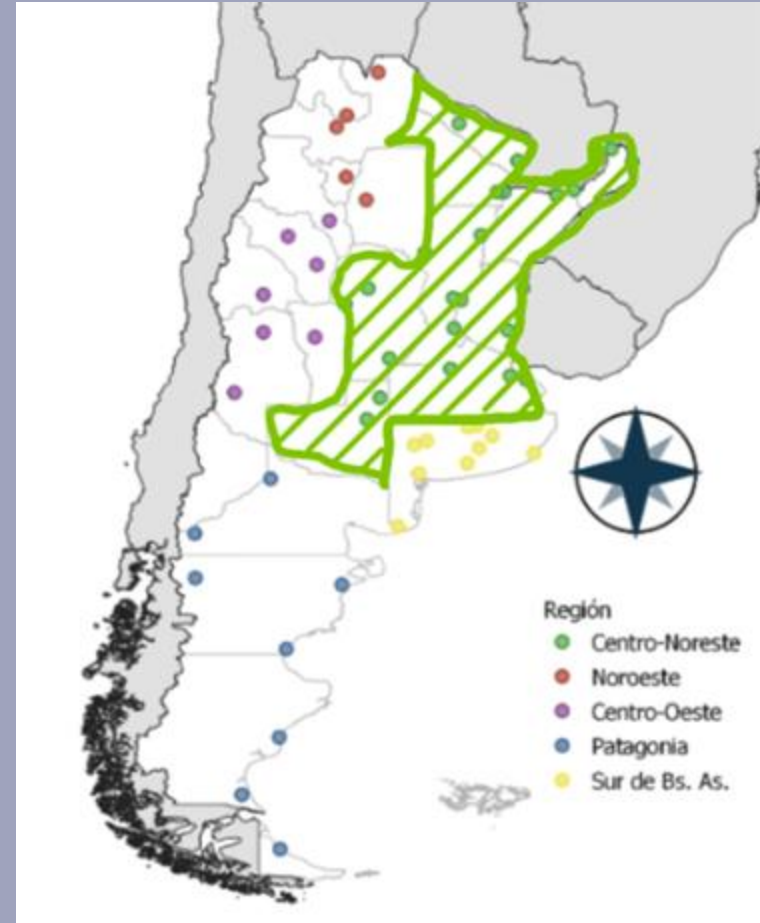 Región
Centro-Noreste
Noroeste
Centro-Oeste
Patagonia
Sur de Bs. As.